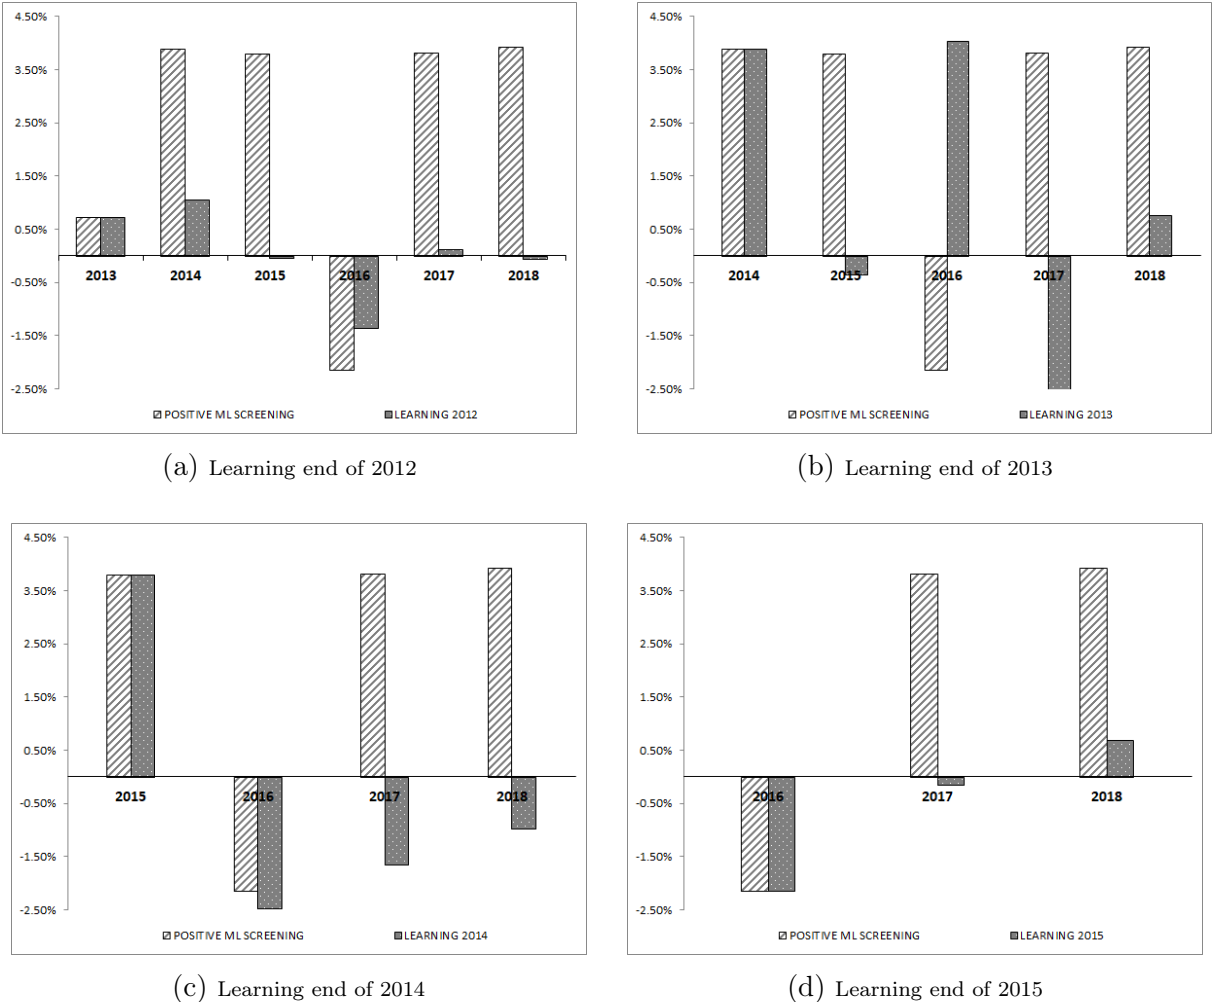 4.50%
3.50%
2.50%
1.50%
0.50%
-0.50%
-1.50%
-2.50%
2013 2014 2015 2016 2017 2018
POSITIVE ML SCREENING LEARNING 2012
(a) Learning end of 2012
4.50%
3.50%
2.50%
1.50%
0.50%
-0.50%
-1.50%
-2.50%
2014 2015 2016 2017 2018
POSITIVE ML SCREENING LEARNING 2013
(b) Learning end of 2013
4.50%
3.50%
2.50%
1.50%
0.50%
-0.50%
-1.50%
-2.50%
2015 2016 2017 2018
POSITIVE ML SCREENING LEARNING 2014
(c) Learning end of 2014
4.50%
3.50%
2.50%
1.50%
0.50%
-0.50%
-1.50%
-2.50%
2016 2017 2018
POSITIVE ML SCREENING LEARNING 2015
(d) Learning end of 2015